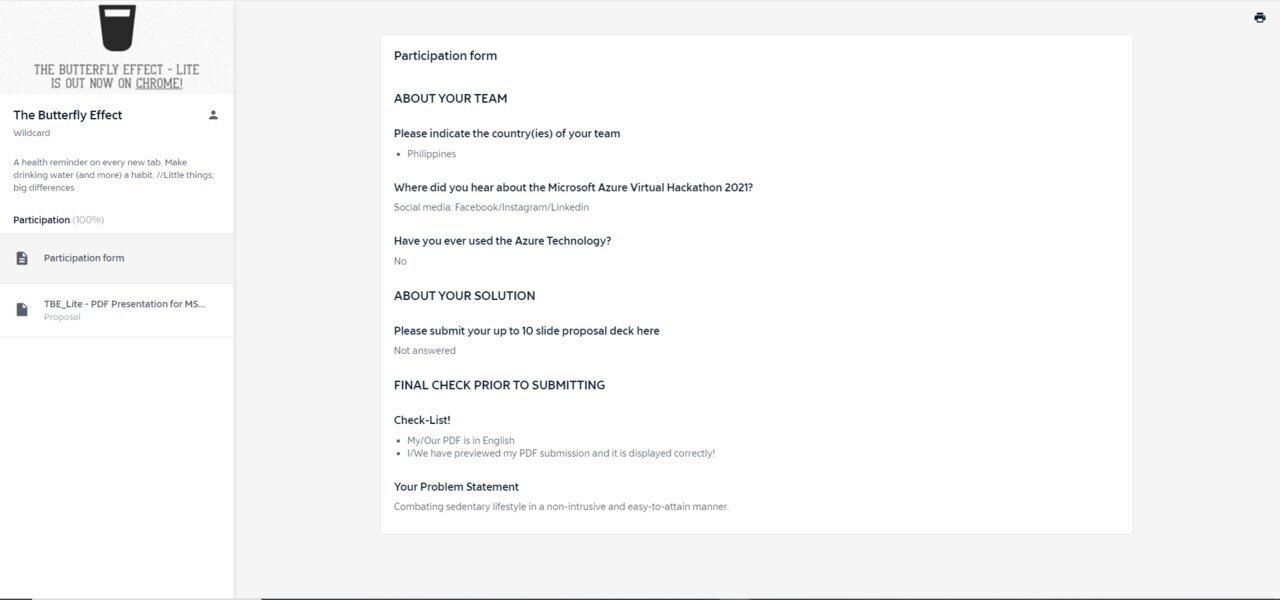 THE BUTTERFLY EFFECT - LITE
IS OUT NOW ON CHROME!
The Butterfly Effect
Wildcard
A health reminder on every new tab. Make
drinking water (and more) a habit. //Little things;
big differences
Participation (100%)
Participation form
TBE_Lite - PDF Presentation for MS...
Proposal
Participation form
ABOUT YOUR TEAM
Please indicate the country(ies) of your team
• Philippines
Where did you hear about the Microsoft Azure Virtual Hackathon 2021?
Social media: Facebook/Instagram/Linkedin
Have you ever used the Azure Technology?
No
ABOUT YOUR SOLUTION
Please submit your up to 10 slide proposal deck here
Not answered
FINAL CHECK PRIOR TO SUBMITTING
Check-List!
• My/Our PDF is in English
• I/We have previewed my PDF submission and it is displayed correctly!
Your Problem Statement
Combating sedentary lifestyle in a non-intrusive and easy-to-attain manner.